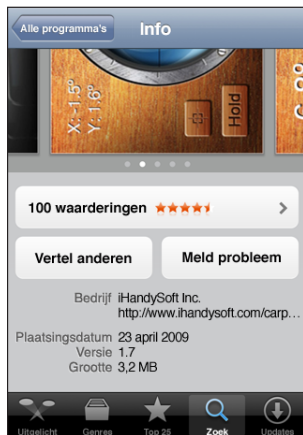 Alle programma's
Info
X:-1.5°
Y: 1.6°
Hold
100 waarderingen
Vertel anderen
Meld probleem
Bedrijf iHandySoft Inc.
http://www.ihandysoft.com/carp...
Plaatsingsdatum 23 april 2009
Versie 1.7
Grootte 3,2 MB
Uitgelicht
Genres
Top 25
Zoek
Updates